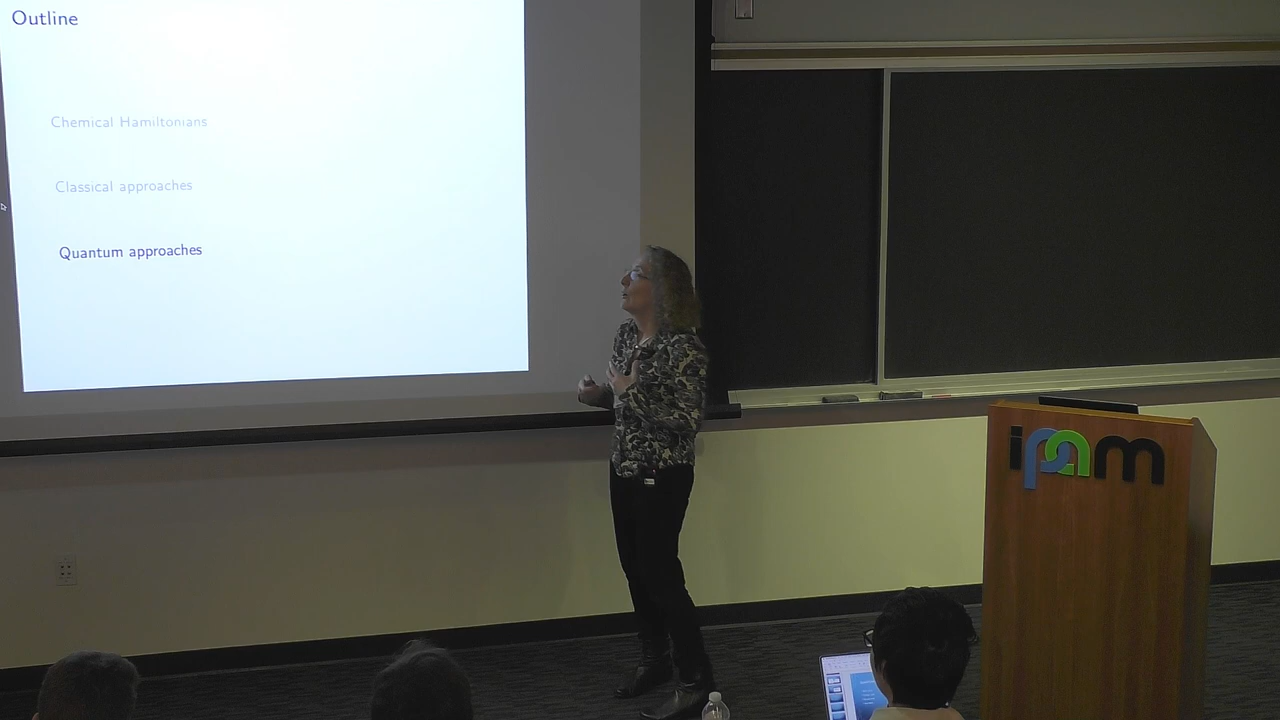 Outline
Chemical Hamiltonians
Classical approaches
Quantum approaches
ipam